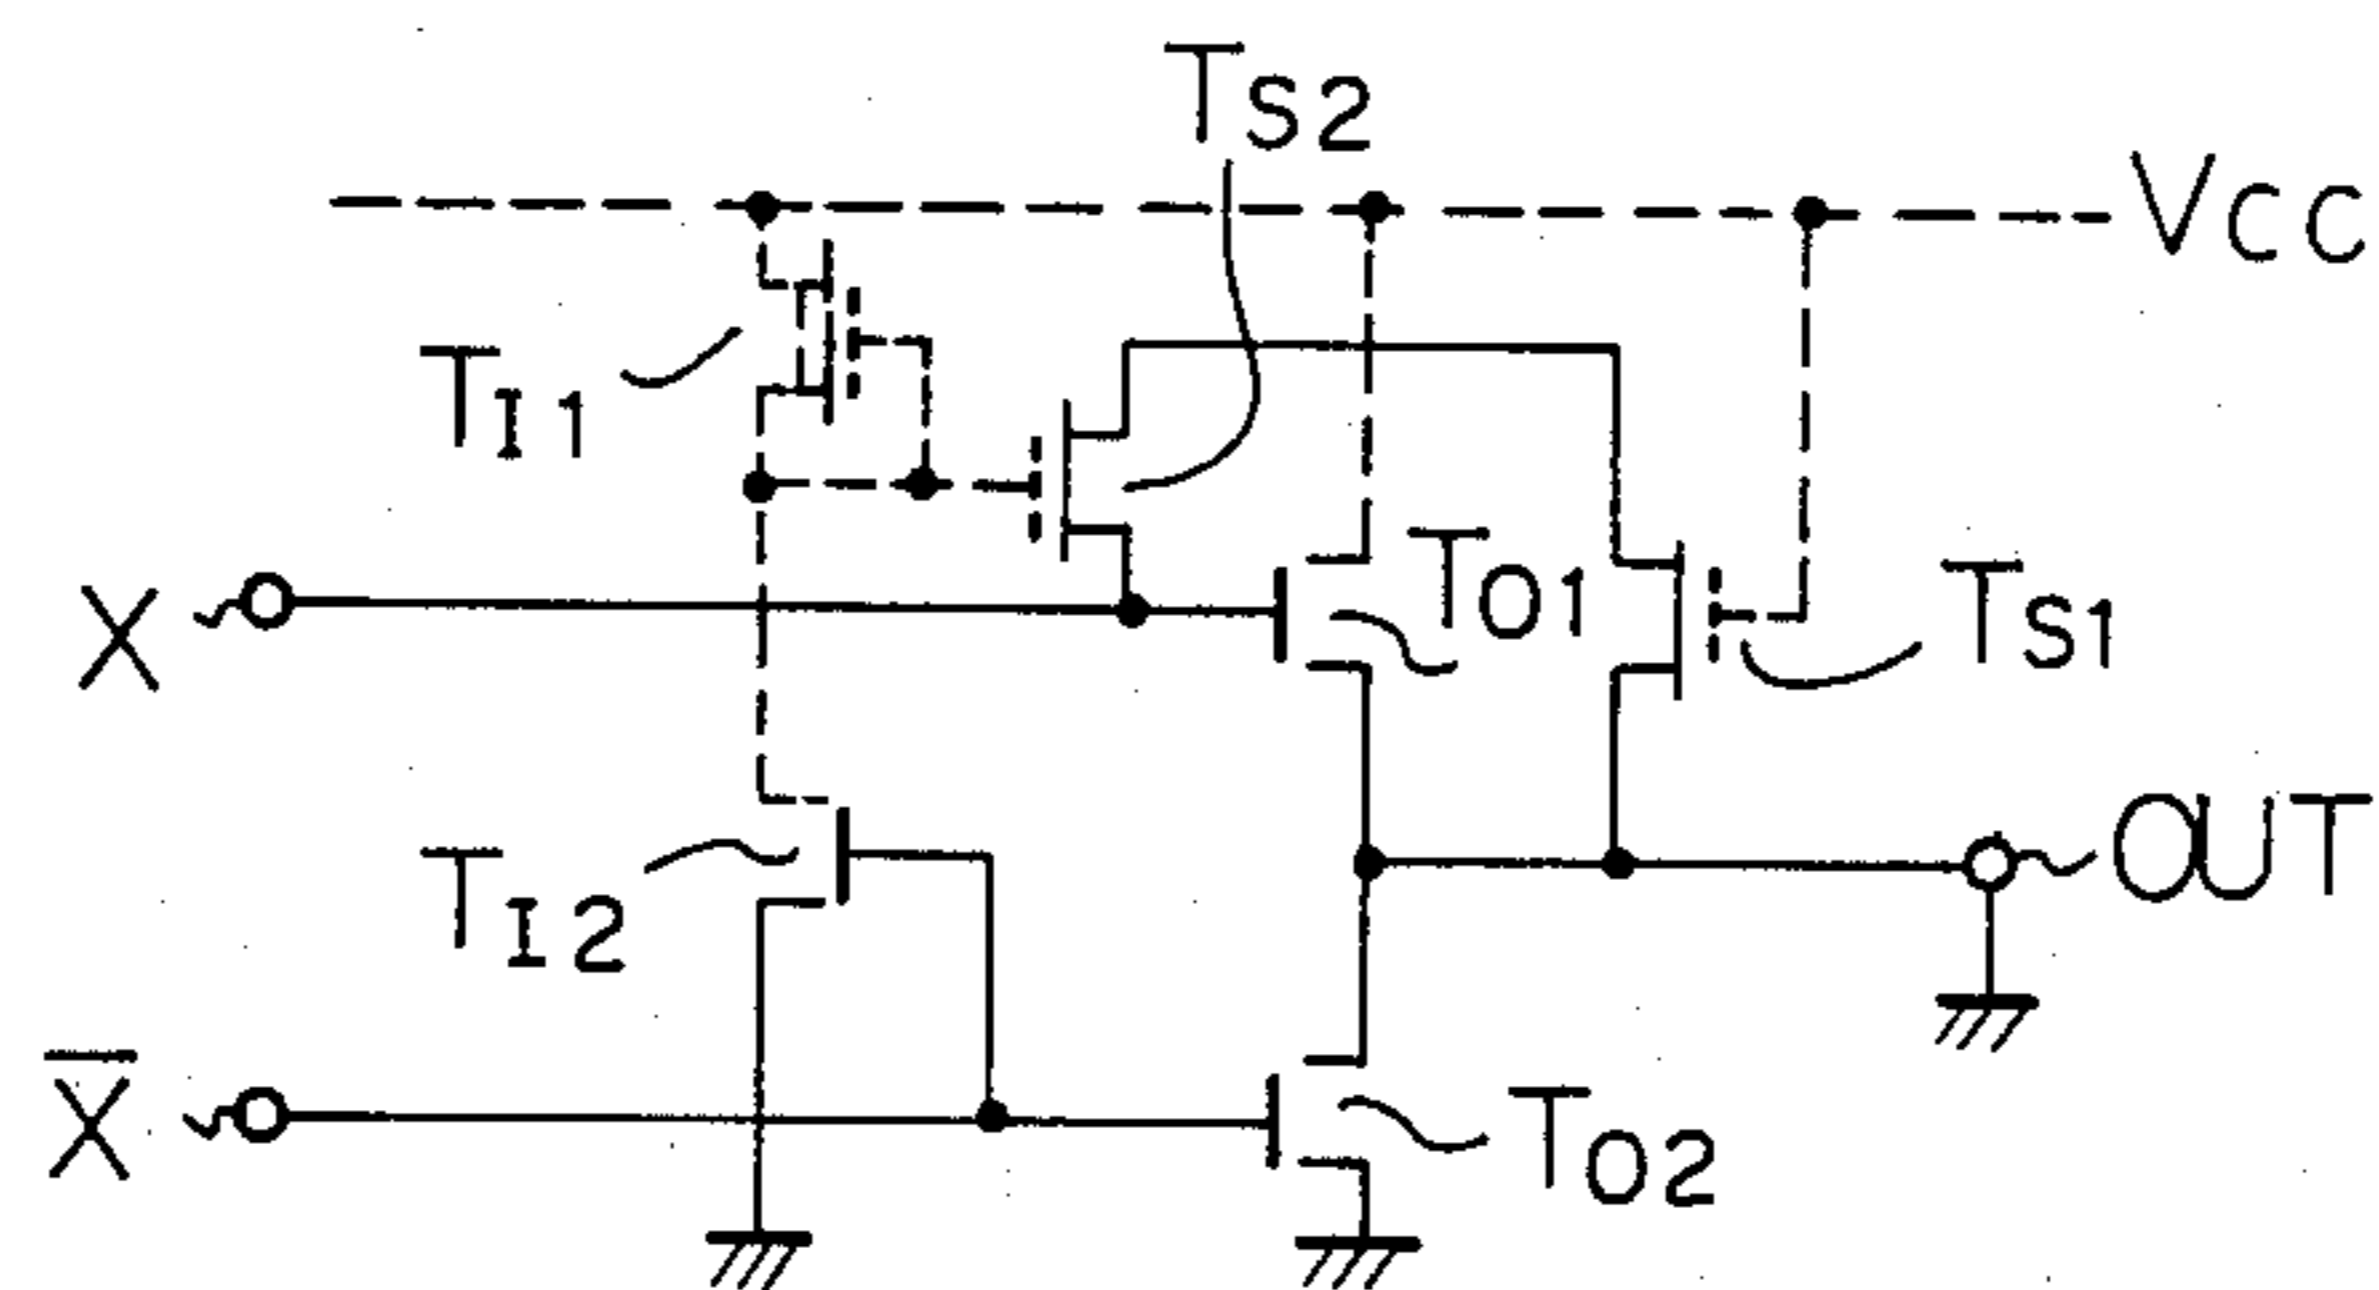 TS2
VCC
TI1
TO1
TS1
X
OUT
TI2
X̅
TO2